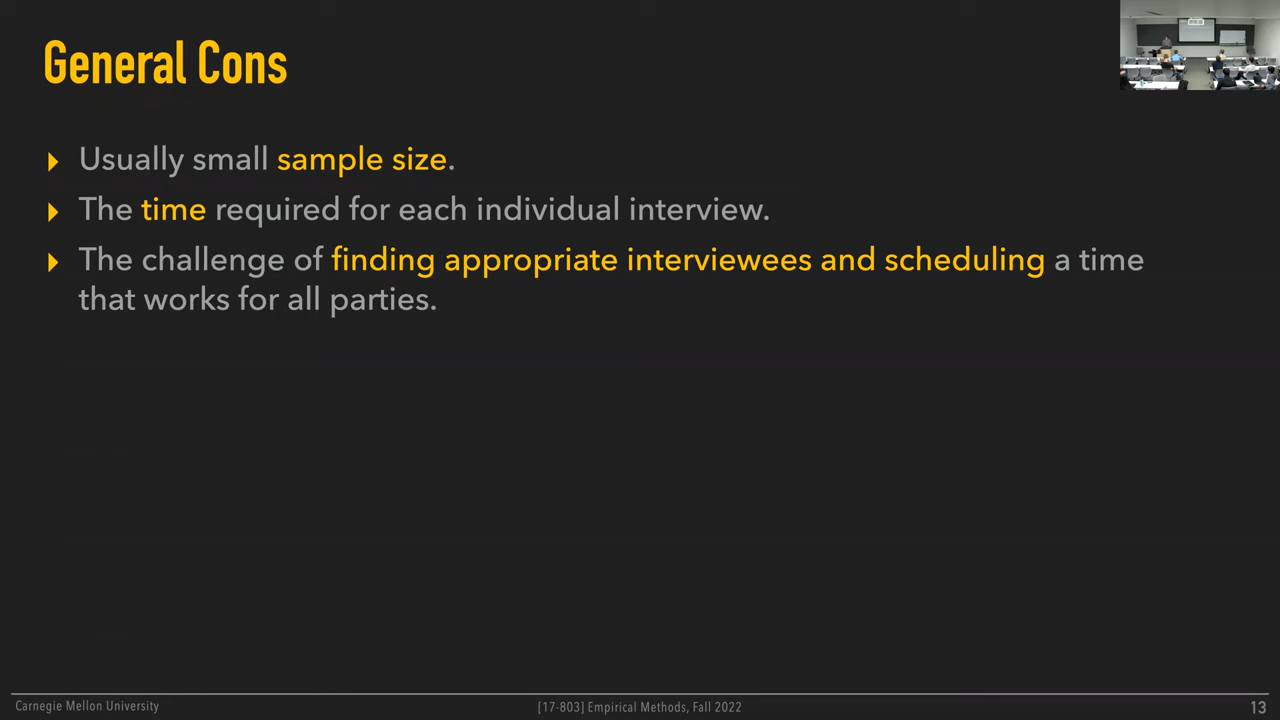 General Cons
Usually small sample size.
The time required for each individual interview.
The challenge of finding appropriate interviewees and scheduling a time
that works for all parties.
Carnegie Mellon University
[17-803] Empirical Methods, Fall 2022
13